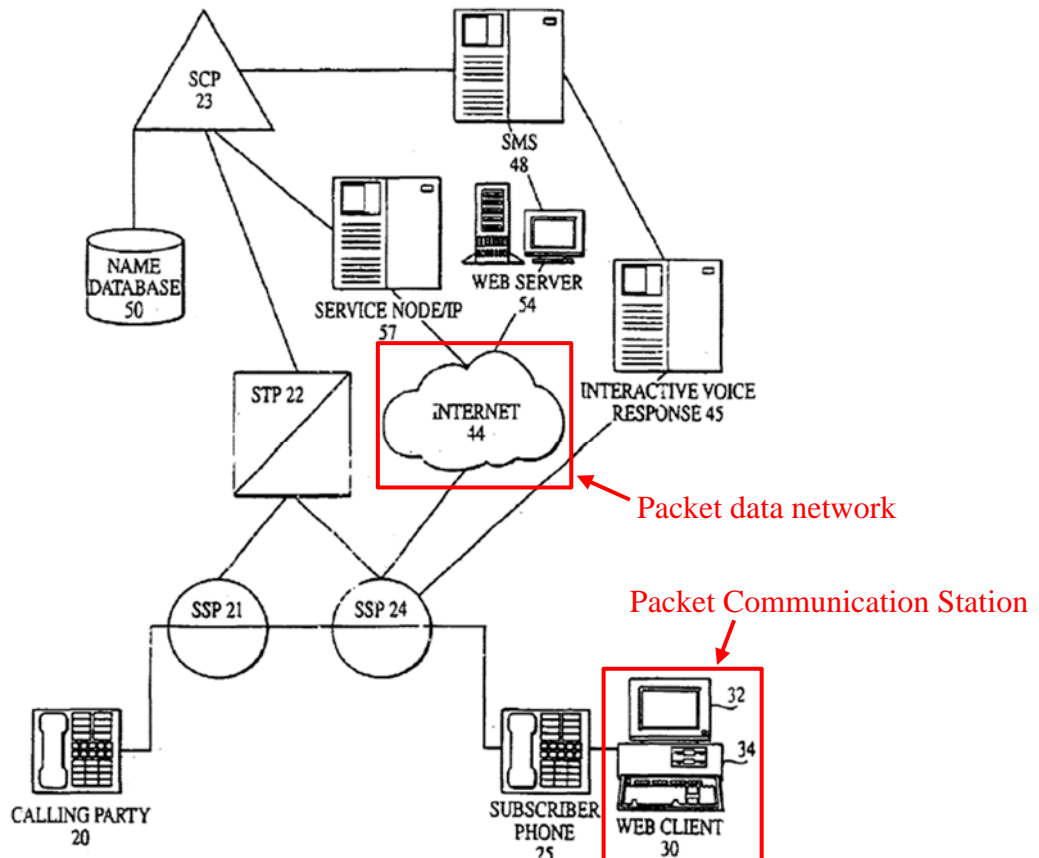 SCP
23
SMS
48
NAME
DATABASE
50
SERVICE NODE/IP
57
WEB SERVER
54
INTERACTIVE VOICE
RESPONSE 45
STP 22
INTERNET
44
Packet data network
Packet Communication Station
SSP 21
SSP 24
32
34
CALLING PARTY
20
SUBSCRIBER
PHONE
25
WEB CLIENT
30